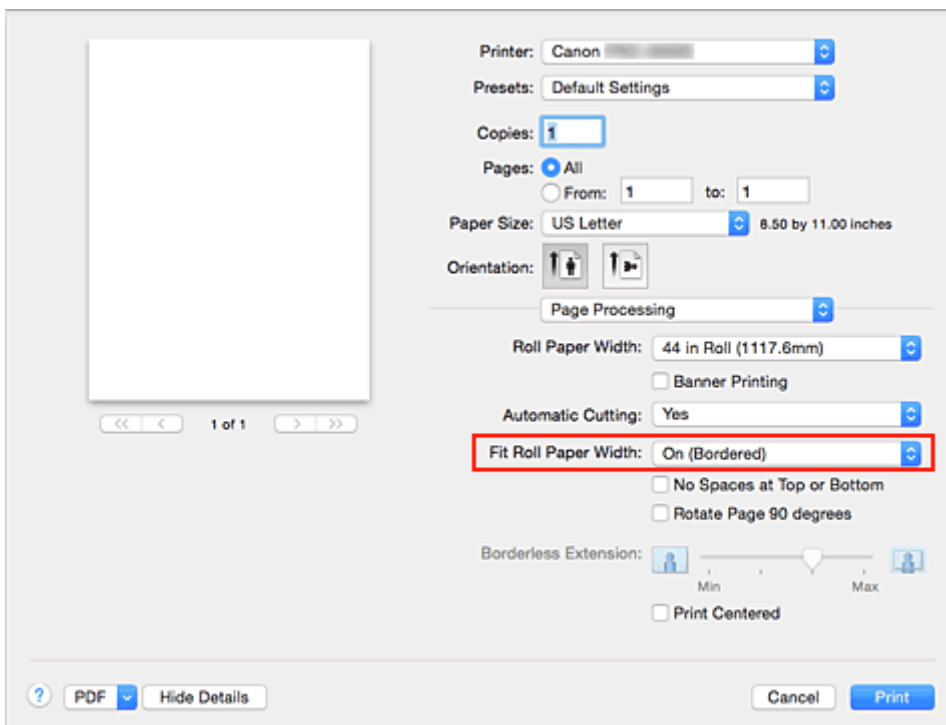 Printer: Canon
Presets: Default Settings
Copies: 1
Pages: All
From: 1 to: 1
Paper Size: US Letter 8.50 by 11.00 inches
Orientation:
Page Processing
Roll Paper Width: 44 in Roll (1117.6mm)
Banner Printing
<< < 1 of 1 > >>
Automatic Cutting: Yes
Fit Roll Paper Width: On (Bordered)
No Spaces at Top or Bottom
Rotate Page 90 degrees
Borderless Extension:
Min Max
Print Centered
? PDF Hide Details Cancel Print